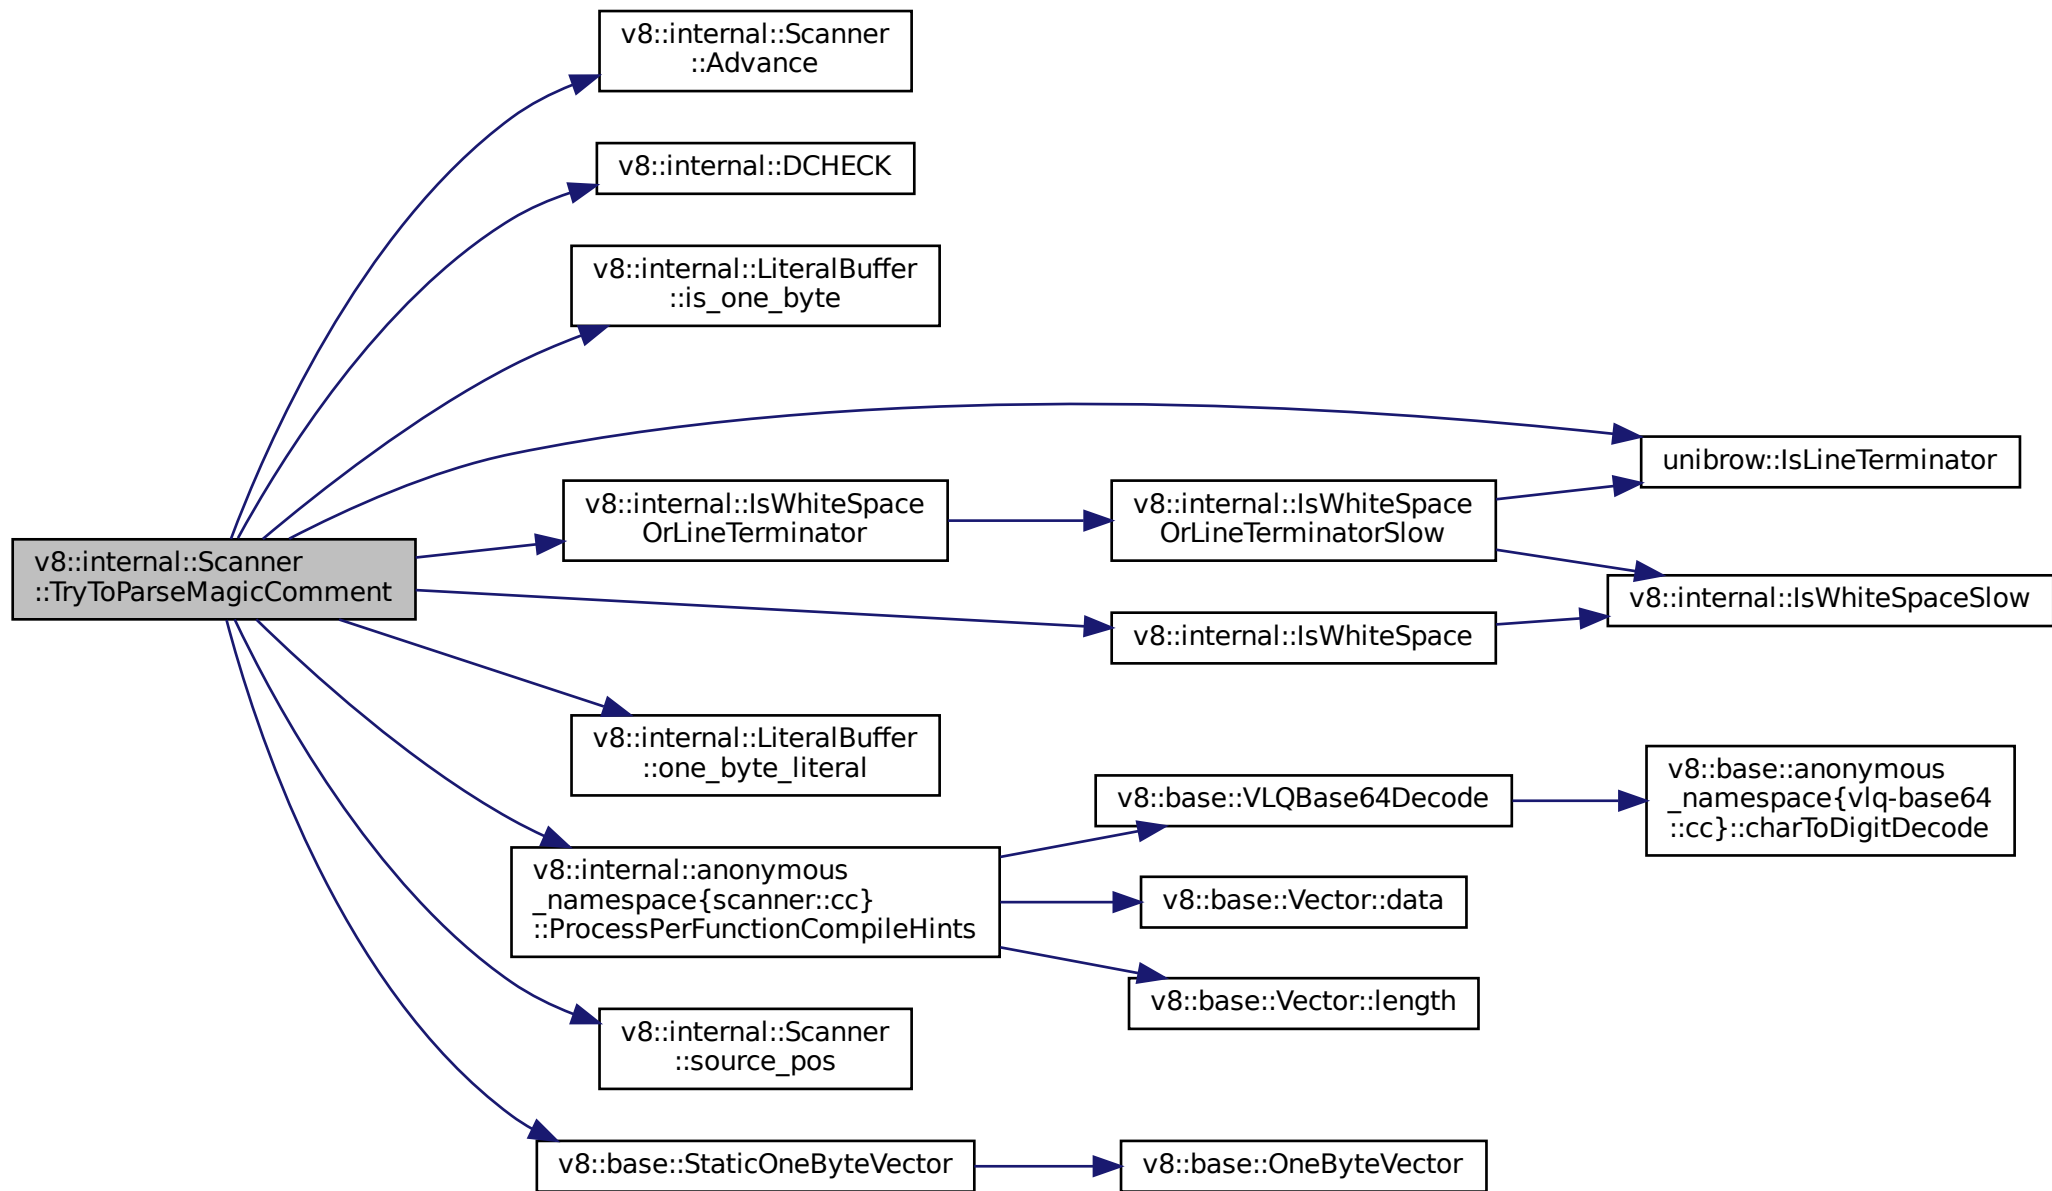 v8::internal::Scanner
::Advance
v8::internal::DCHECK
v8::internal::LiteralBuffer
::is_one_byte
unibrow::IsLineTerminator
v8::internal::IsWhiteSpace
OrLineTerminator
v8::internal::IsWhiteSpace
OrLineTerminatorSlow
v8::internal::Scanner
::TryToParseMagicComment
v8::internal::IsWhiteSpaceSlow
v8::internal::IsWhiteSpace
v8::internal::LiteralBuffer
::one_byte_literal
v8::base::VLQBase64Decode
v8::base::anonymous
_namespace{vlq-base64
::cc}::charToDigitDecode
v8::internal::anonymous
_namespace{scanner::cc}
::ProcessPerFunctionCompileHints
v8::base::Vector::data
v8::base::Vector::length
v8::internal::Scanner
::source_pos
v8::base::StaticOneByteVector
v8::base::OneByteVector